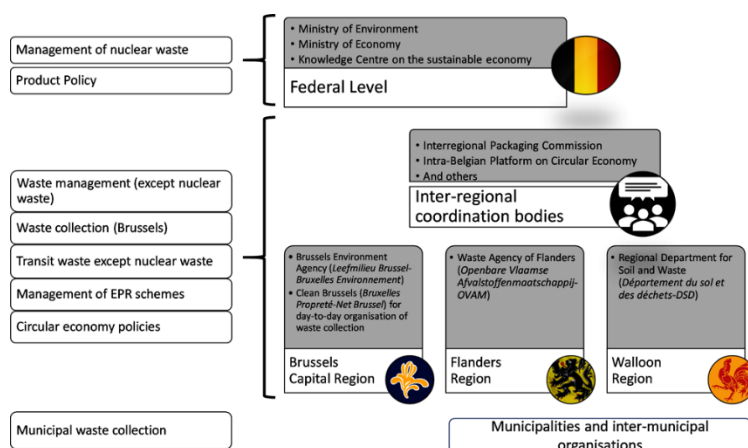 Management of nuclear waste
Product Policy
• Ministry of Environment
• Ministry of Economy
• Knowledge Centre on the sustainable economy
Federal Level
Waste management (except nuclear
waste)
Waste collection (Brussels)
Transit waste except nuclear waste
Management of EPR schemes
Circular economy policies
• Interregional Packaging Commission
• Intra-Belgian Platform on Circular Economy
• And others
Inter-regional
coordination bodies
• Brussels Environment
Agency (Leefmilieu Brussel-
Bruxelles Environnement)
• Clean Brussels (Bruxelles
Propreté-Net Brussel) for
day-to-day organisation of
waste collection
Brussels
Capital Region
• Waste Agency of Flanders
(Openbare Vlaamse
Afvalstoffenmaatschappij-
OVAM)
Flanders
Region
• Regional Department for
Soil and Waste
(Département du sol et
des déchets-DSD)
Walloon
Region
Municipal waste collection
Municipalities and inter-municipal
organisations